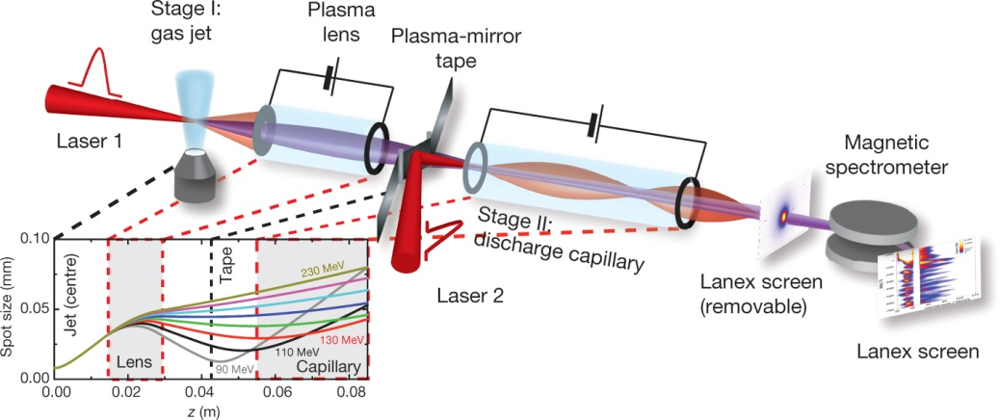 Stage I:
gas jet
Plasma
lens
Plasma-mirror
tape
Laser 1
Magnetic
spectrometer
Stage II:
discharge capillary
Laser 2
Lanex screen
(removable)
Lanex screen
Spot size (mm)
0.10
0.05
0.00
Jet (centre)
Lens
Tape
230 MeV
130 MeV
110 MeV
90 MeV
Capillary
0.00
0.02
0.04
0.06
0.08
z (m)